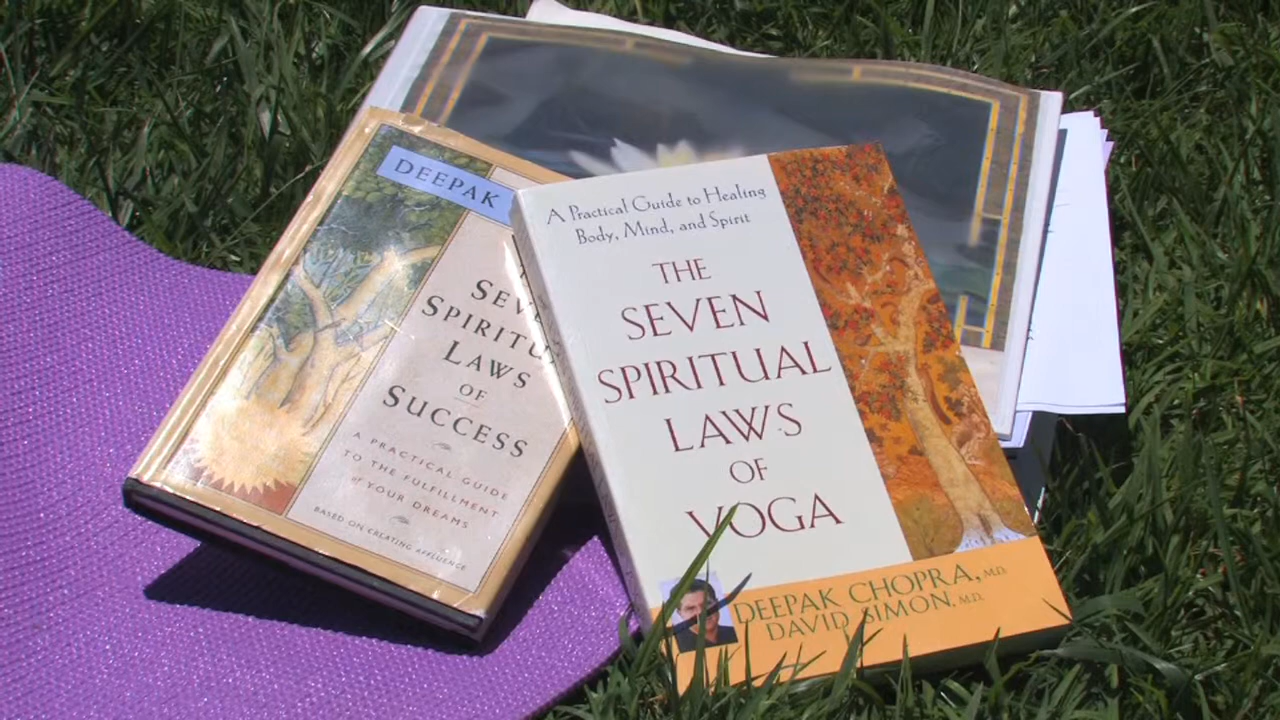 DEEPAK
SEVE
SPIRITU
LAWS
OF
SUCCESS
A PRACTICAL GUIDE
TO THE FULFILLMENT
of YOUR DREAMS
BASED ON CREATING AFFLUENCE
A Practical Guide to Healing
Body, Mind, and Spirit
THE
SEVEN
SPIRITUAL
LAWS
OF
YOGA
DEEPAK CHOPRA, M.D.
DAVID SIMON, M.D.